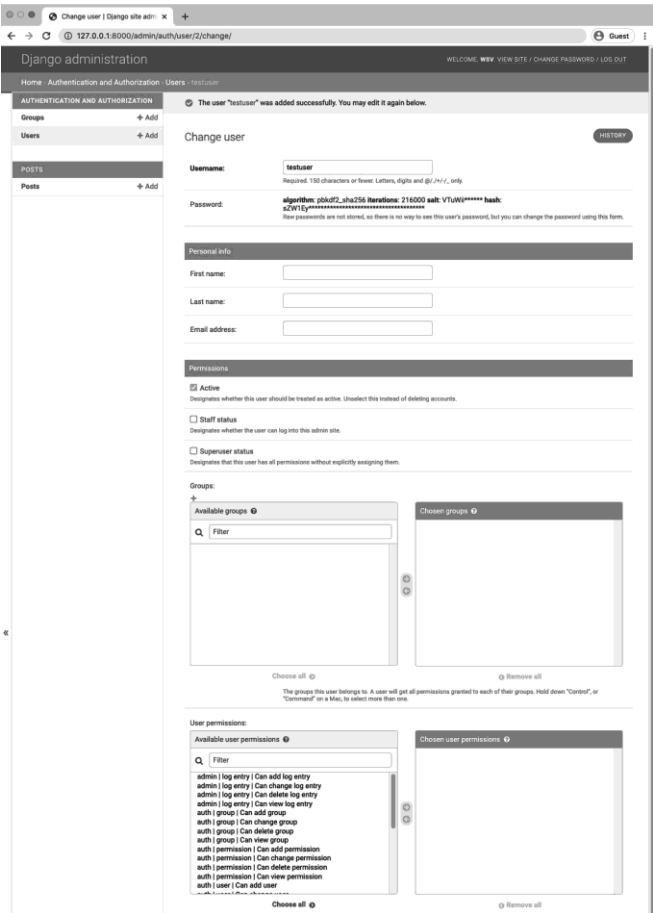 Change user | Django site adm
127.0.0.1:8000/admin/auth/user/2/change/
Guest
Django administration
WELCOME, WSV VIEW SITE / CHANGE PASSWORD / LOG OUT
Home › Authentication and Authorization › Users › testuser
AUTHENTICATION AND AUTHORIZATION
Groups + Add
Users + Add
POSTS
Posts + Add
The user "testuser" was added successfully. You may edit it again below.
Change user
HISTORY
Username: testuser
Required. 150 characters or fewer. Letters, digits and @/./+/-/_ only.
Password: algorithm: pbkdf2_sha256 iterations: 216000 salt: VTuWii****** hash:
sZW1Ey**************************************
Raw passwords are not stored, so there is no way to see this user's password, but you can change the password using this form.
Personal info
First name:
Last name:
Email address:
Permissions
Active
Designates whether this user should be treated as active. Unselect this instead of deleting accounts.
Staff status
Designates whether the user can log into this admin site.
Superuser status
Designates that this user has all permissions without explicitly assigning them.
Groups:
+
Available groups
Filter
Chosen groups
Choose all
Remove all
The groups this user belongs to. A user will get all permissions granted to each of their groups. Hold down "Control", or
"Command" on a Mac, to select more than one.
User permissions:
Available user permissions
Filter
admin | log entry | Can add log entry
admin | log entry | Can change log entry
admin | log entry | Can delete log entry
admin | log entry | Can view log entry
auth | group | Can add group
auth | group | Can change group
auth | group | Can delete group
auth | group | Can view group
auth | permission | Can add permission
auth | permission | Can change permission
auth | permission | Can delete permission
auth | permission | Can view permission
auth | user | Can add user
Chosen user permissions
Choose all
Remove all